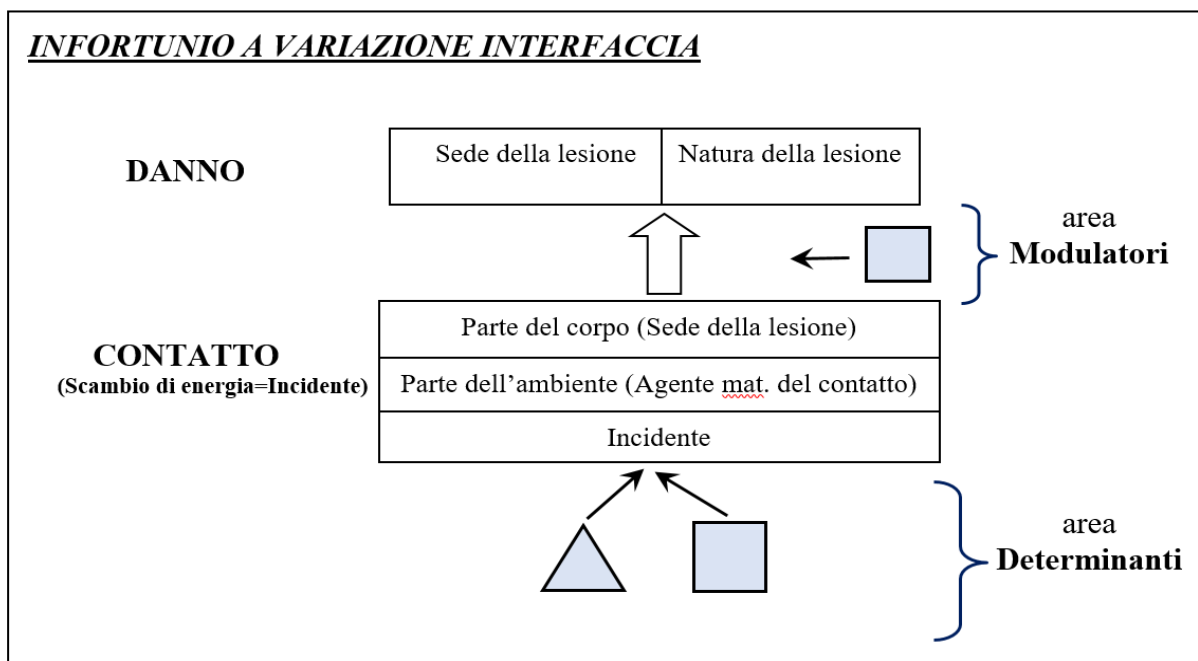 INFORTUNIO A VARIAZIONE INTERFACCIA
DANNO
Sede della lesione
Natura della lesione
area
Modulatori
CONTATTO
(Scambio di energia=Incidente)
Parte del corpo (Sede della lesione)
Parte dell’ambiente (Agente mat. del contatto)
Incidente
area
Determinanti